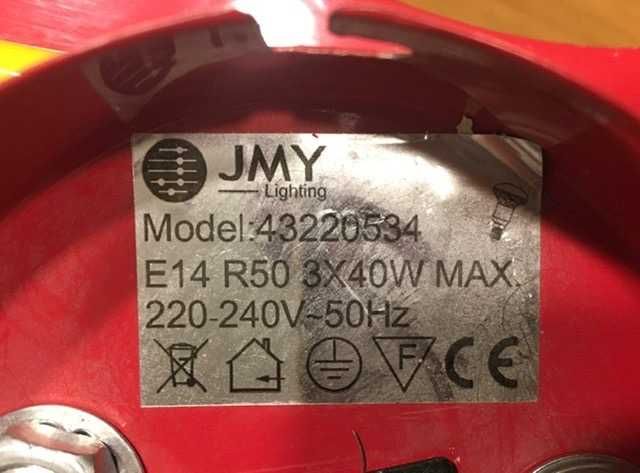 JMY
Lighting
Model:43220534
E14 R50 3X40W MAX.
220-240V~50Hz
F
CE